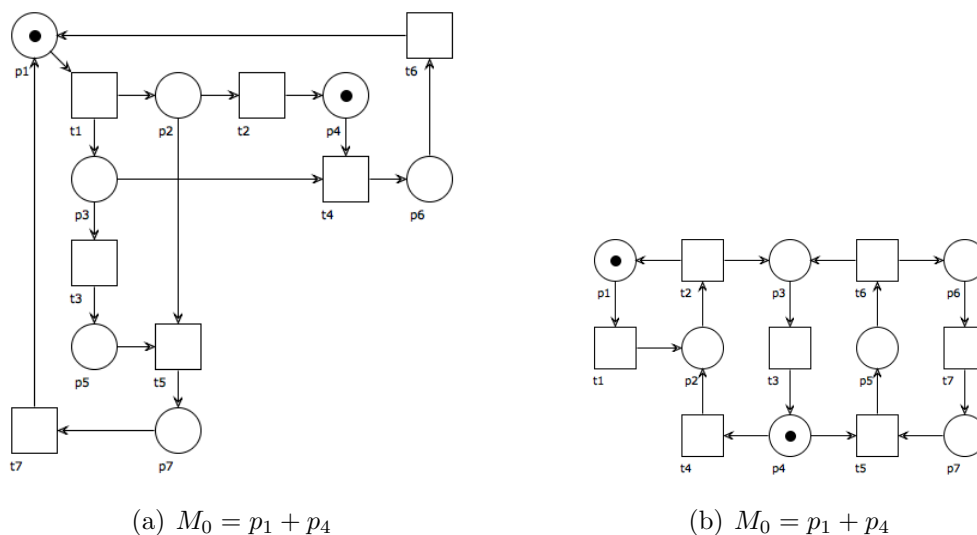 p1
t6
t1
p2
t2
p4
p3
t4
p6
t3
p5
t5
t7
p7
p1
t2
p3
t6
p6
t1
p2
t3
p5
t7
t4
p4
t5
p7
(a) M₀ = p₁ + p₄
(b) M₀ = p₁ + p₄